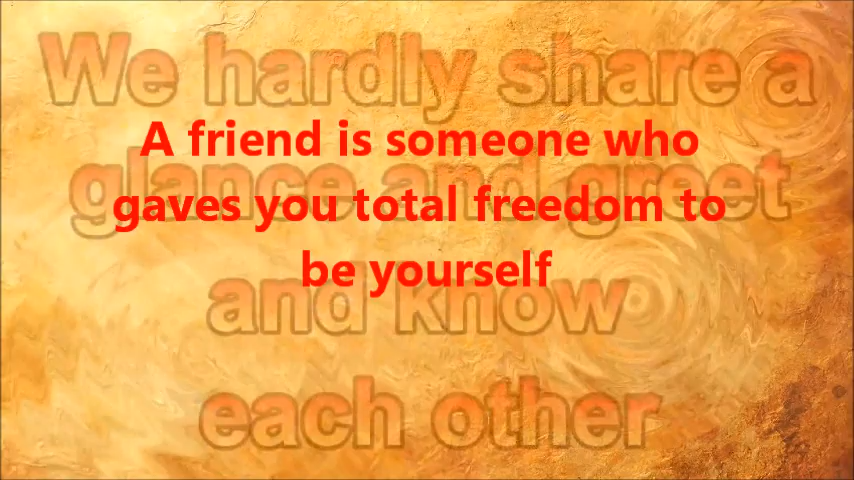 We hardly share a
A friend is someone who
glance and greet
gaves you total freedom to
be yourself
and know
each other